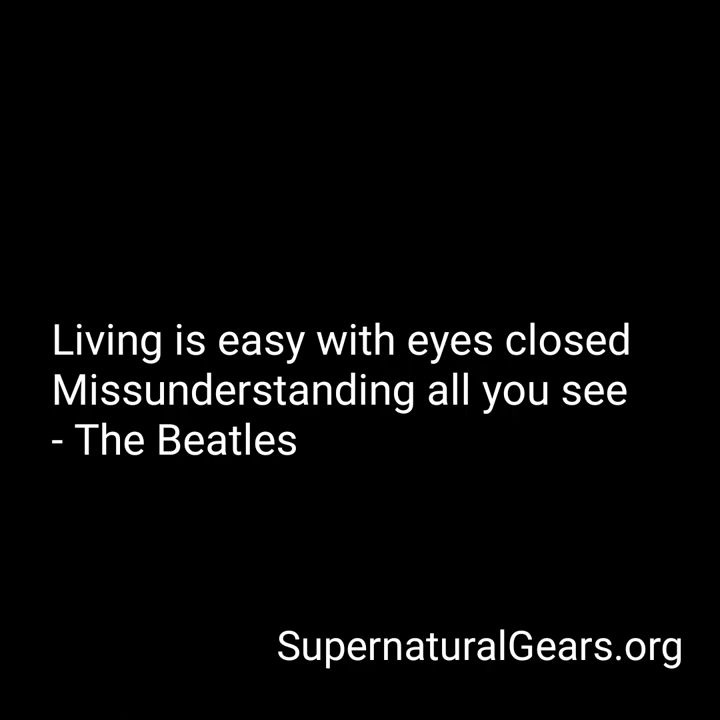 Living is easy with eyes closed
Missunderstanding all you see
- The Beatles
SupernaturalGears.org